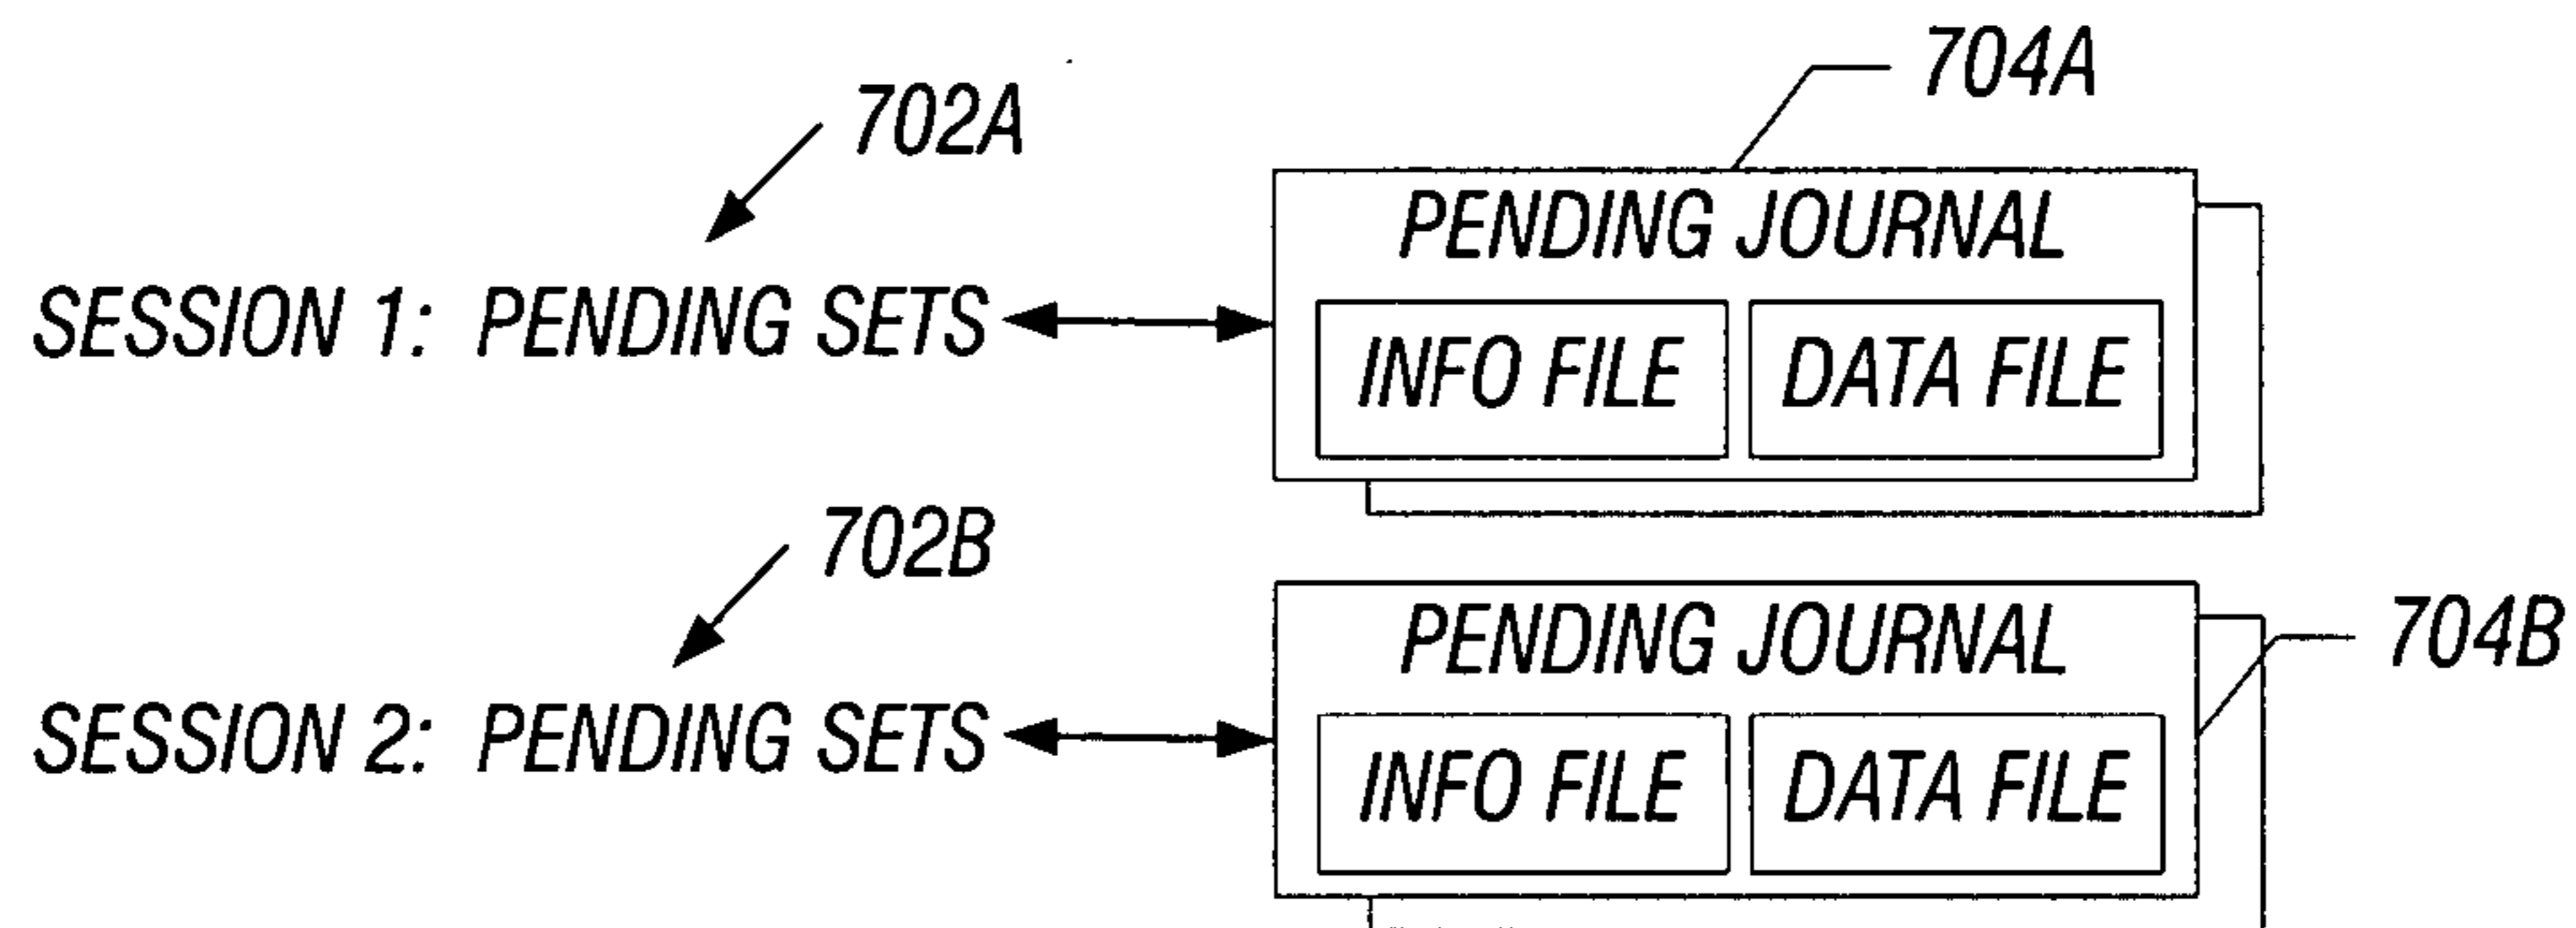 704A
702A
PENDING JOURNAL
SESSION 1: PENDING SETS
INFO FILE DATA FILE
702B
PENDING JOURNAL
704B
SESSION 2: PENDING SETS
INFO FILE DATA FILE